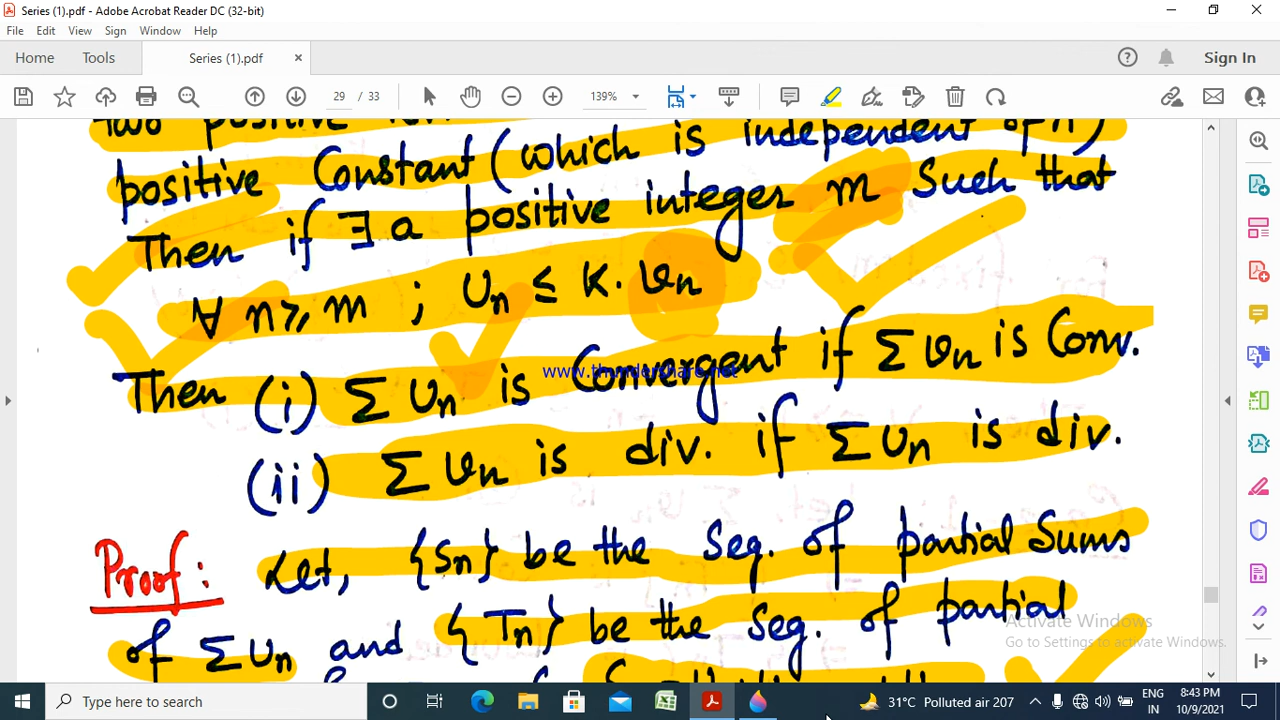 Series (1).pdf - Adobe Acrobat Reader DC (32-bit)
File Edit View Sign Window Help
Home Tools Series (1).pdf × Sign In
29 / 33 139%
Two positive
positive Constant (which is independent of n)
Then if ∃ a positive integer m such that
∀ n ≥ m ; Un ≤ K. Vn
Then (i) Σ Un is Convergent if Σ Vn is Conv.
www.thundershare.net
(ii) Σ Vn is div. if Σ Un is div.
Proof: Let, {Sn} be the Seq. of partial Sums
of Σ Un and {Tn} be the seq. of partial
Activate Windows
Go to Settings to activate Windows.
Type here to search
31°C Polluted air 207
ENG
IN
8:43 PM
10/9/2021